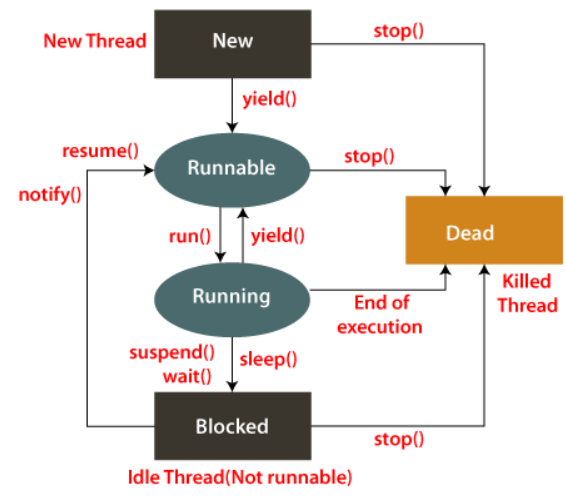 New Thread
New
stop()
yield()
resume()
Runnable
stop()
notify()
run()
yield()
Dead
Running
End of
execution
Killed
Thread
suspend()
wait()
sleep()
Blocked
stop()
Idle Thread(Not runnable)